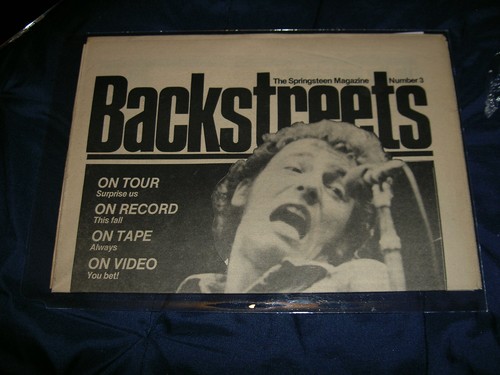 The Springsteen Magazine Number 3
Backstreets
ON TOUR
Surprise us
ON RECORD
This fall
ON TAPE
Always
ON VIDEO
You bet!